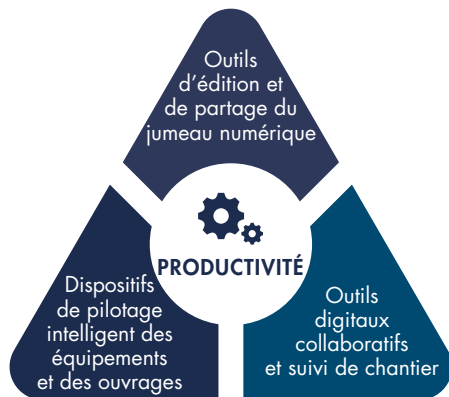 Outils
d'édition et
de partage du
jumeau numérique
PRODUCTIVITÉ
Dispositifs
de pilotage
intelligent des
équipements
et des ouvrages
Outils
digitaux
collaboratifs
et suivi de chantier